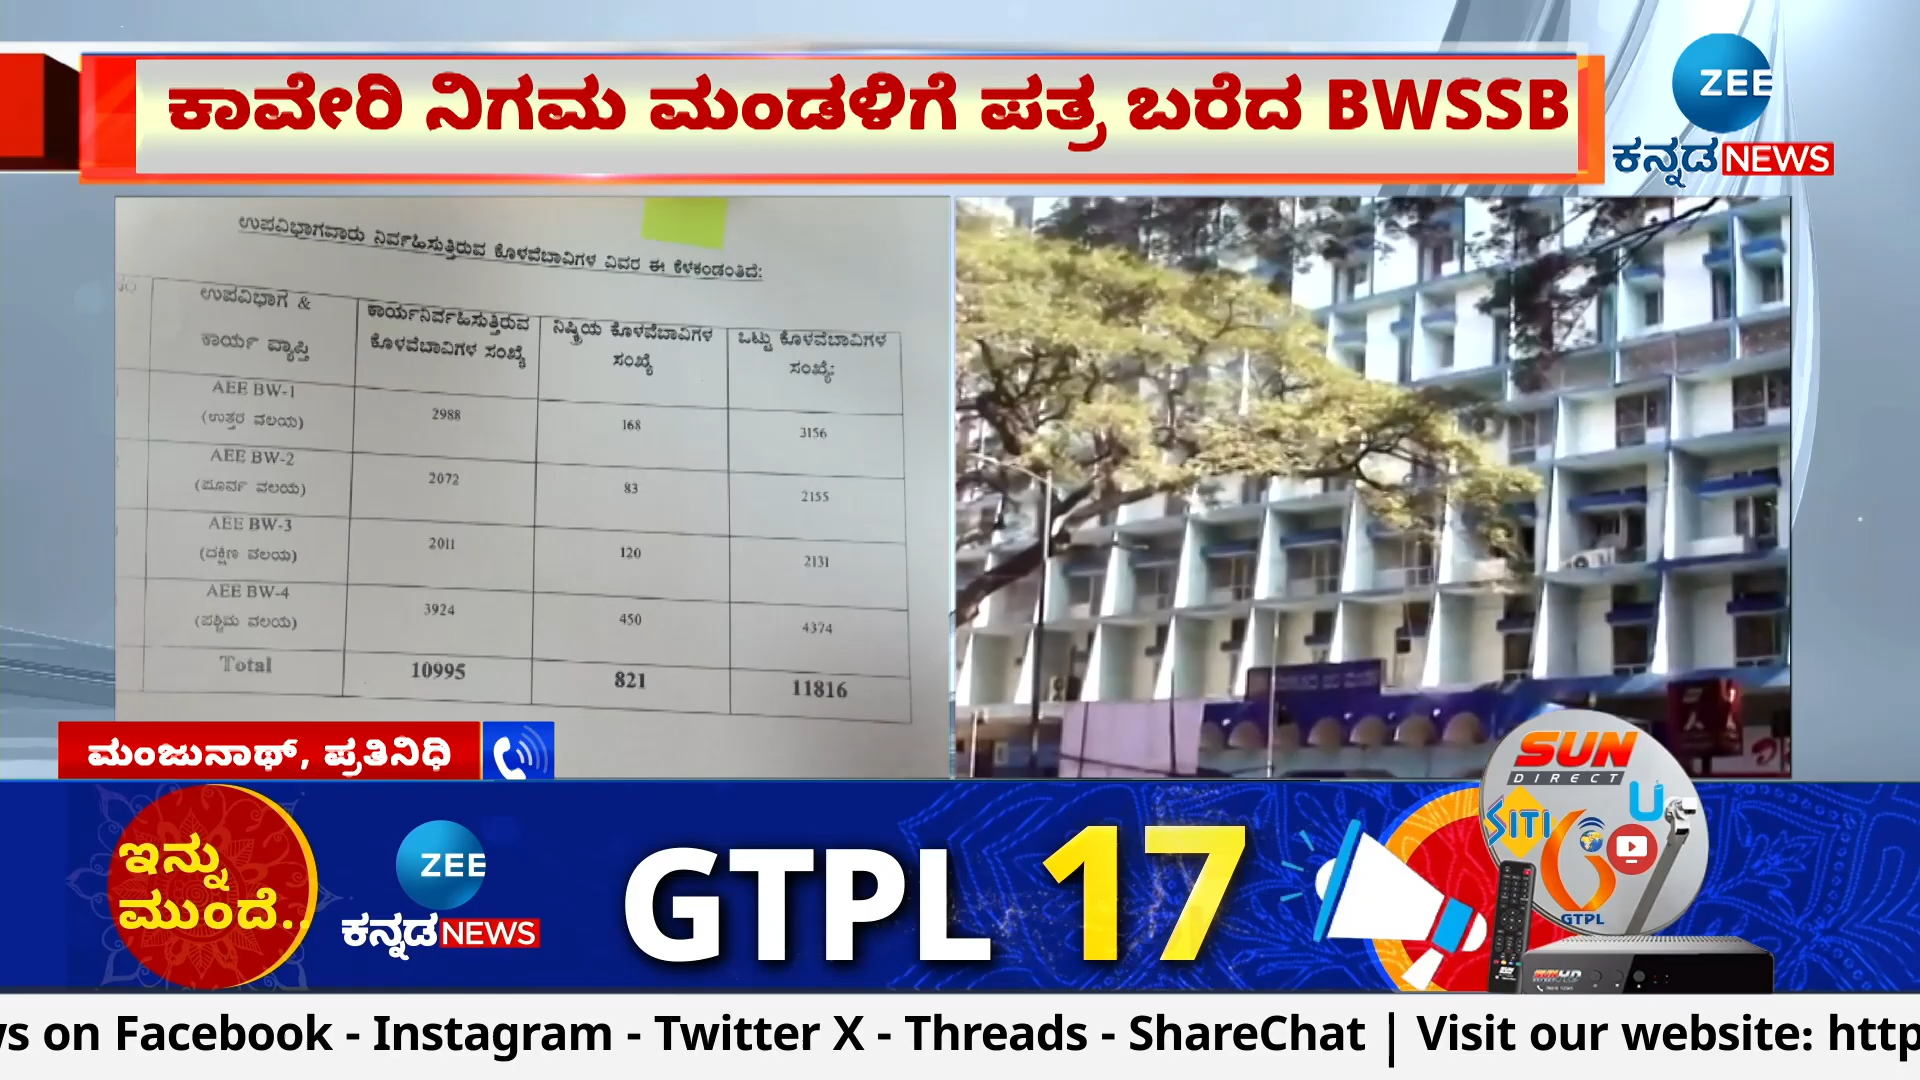 ಕಾವೇರಿ ನಿಗಮ ಮಂಡಳಿಗೆ ಪತ್ರ ಬರೆದ BWSSB
ZEE
ಕನ್ನಡ NEWS
ಉಪವಿಭಾಗವಾರು ನಿರ್ವಹಿಸುತ್ತಿರುವ ಕೊಳವೆಬಾವಿಗಳ ವಿವರ ಈ ಕೆಳಕಂಡಂತಿದೆ:
ಉಪವಿಭಾಗ & ಕಾರ್ಯ ವ್ಯಾಪ್ತಿ
ಕಾರ್ಯನಿರ್ವಹಿಸುತ್ತಿರುವ ಕೊಳವೆಬಾವಿಗಳ ಸಂಖ್ಯೆ
ನಿಷ್ಕ್ರಿಯ ಕೊಳವೆಬಾವಿಗಳ ಸಂಖ್ಯೆ
ಒಟ್ಟು ಕೊಳವೆಬಾವಿಗಳ ಸಂಖ್ಯೆ:
AEE BW-1 (ಉತ್ತರ ವಲಯ) 2988 168 3156
AEE BW-2 (ಪೂರ್ವ ವಲಯ) 2072 83 2155
AEE BW-3 (ದಕ್ಷಿಣ ವಲಯ) 2011 120 2131
AEE BW-4 (ಪಶ್ಚಿಮ ವಲಯ) 3924 450 4374
Total 10995 821 11816
ಮಂಜುನಾಥ್, ಪ್ರತಿನಿಧಿ
ಇನ್ನು
ಮುಂದೆ..
ZEE
ಕನ್ನಡ NEWS
GTPL 17
SUN
DIRECT
SITI
U
GTPL
ws on Facebook - Instagram - Twitter X - Threads - ShareChat | Visit our website: http